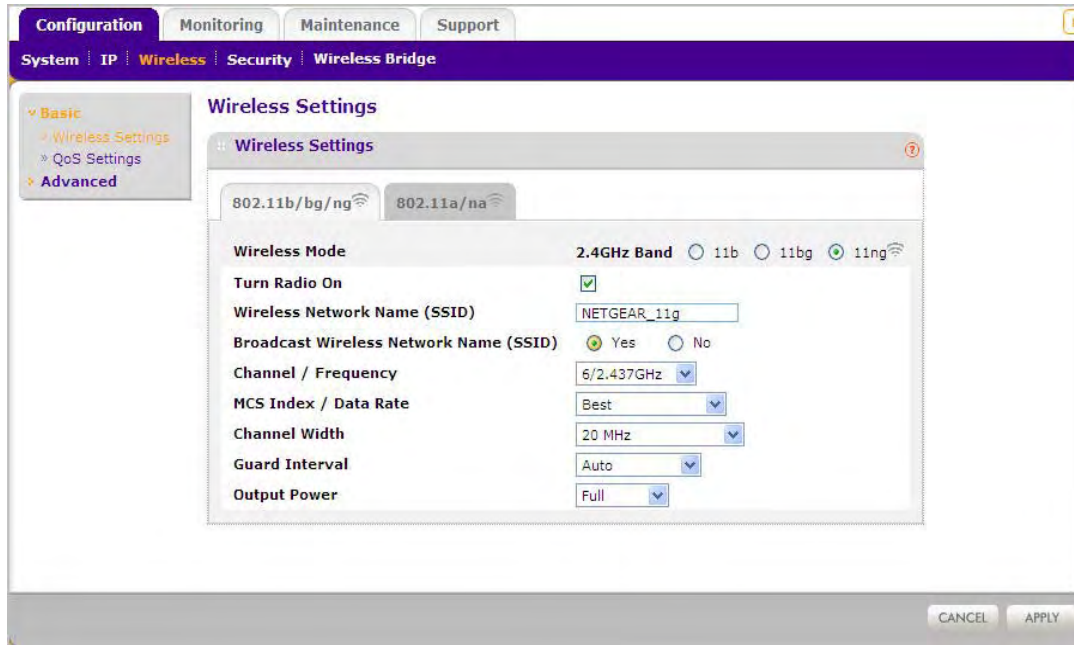 Configuration Monitoring Maintenance Support
System IP Wireless Security Wireless Bridge
Basic
Wireless Settings
» QoS Settings
Advanced
Wireless Settings
Wireless Settings ?
802.11b/bg/ng 802.11a/na
Wireless Mode 2.4GHz Band 11b 11bg 11ng
Turn Radio On
Wireless Network Name (SSID) NETGEAR_11g
Broadcast Wireless Network Name (SSID) Yes No
Channel / Frequency 6/2.437GHz
MCS Index / Data Rate Best
Channel Width 20 MHz
Guard Interval Auto
Output Power Full
CANCEL APPLY